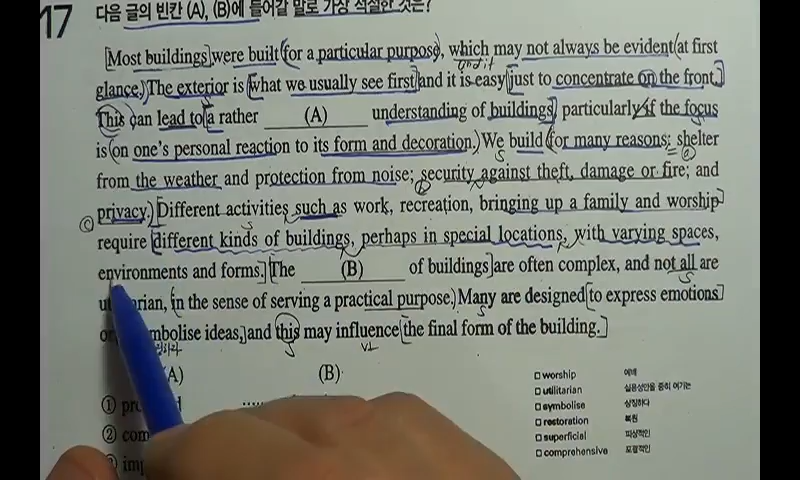 17 다음 글의 빈칸 (A), (B)에 들어갈 말로 가장 적절한 것은?
Most buildings were built for a particular purpose, which may not always be evident at first
and it
glance. The exterior is what we usually see first and it is easy just to concentrate on the front.
This can lead to a rather (A) understanding of buildings, particularly if the focus
is on one's personal reaction to its form and decoration. We build for many reasons: shelter
from the weather and protection from noise; security against theft, damage or fire; and
privacy. Different activities such as work, recreation, bringing up a family and worship
require different kinds of buildings, perhaps in special locations, with varying spaces,
environments and forms. The (B) of buildings are often complex, and not all are
in the sense of serving a practical purpose. Many are designed to express emotions
ideas, and this may influence the final form of the building.
(A) (B)
①
② com
imp
□ worship 예배
□ utilitarian 실용성만을 중히 여기는
□ symbolise 상징하다
□ restoration 복원
□ superficial 피상적인
□ comprehensive 포괄적인